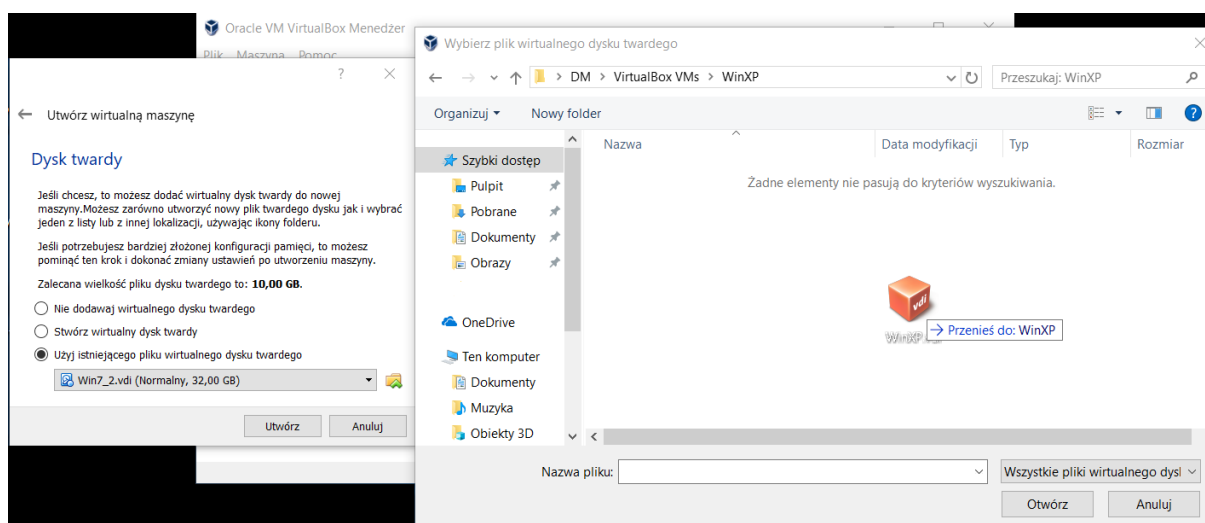 Oracle VM VirtualBox Menedżer
Plik Maszyna Pomoc
?
Utwórz wirtualną maszynę
Dysk twardy
Jeśli chcesz, to możesz dodać wirtualny dysk twardy do nowej
maszyny.Możesz zarówno utworzyć nowy plik twardego dysku jak i wybrać
jeden z listy lub z innej lokalizacji, używając ikony folderu.
Jeśli potrzebujesz bardziej złożonej konfiguracji pamięci, to możesz
pominąć ten krok i dokonać zmiany ustawień po utworzeniu maszyny.
Zalecana wielkość pliku dysku twardego to: 10,00 GB.
Nie dodawaj wirtualnego dysku twardego
Stwórz wirtualny dysk twardy
Użyj istniejącego pliku wirtualnego dysku twardego
Win7_2.vdi (Normalny, 32,00 GB)
Utwórz Anuluj
Wybierz plik wirtualnego dysku twardego
DM > VirtualBox VMs > WinXP
Przeszukaj: WinXP
Organizuj Nowy folder
?
Nazwa Data modyfikacji Typ Rozmiar
Żadne elementy nie pasują do kryteriów wyszukiwania.
Szybki dostęp
Pulpit
Pobrane
Dokumenty
Obrazy
OneDrive
Ten komputer
Dokumenty
Muzyka
Obiekty 3D
vdi
WinXP.vdi
Przenieś do: WinXP
Nazwa pliku:
Wszystkie pliki wirtualnego dysl
Otwórz Anuluj